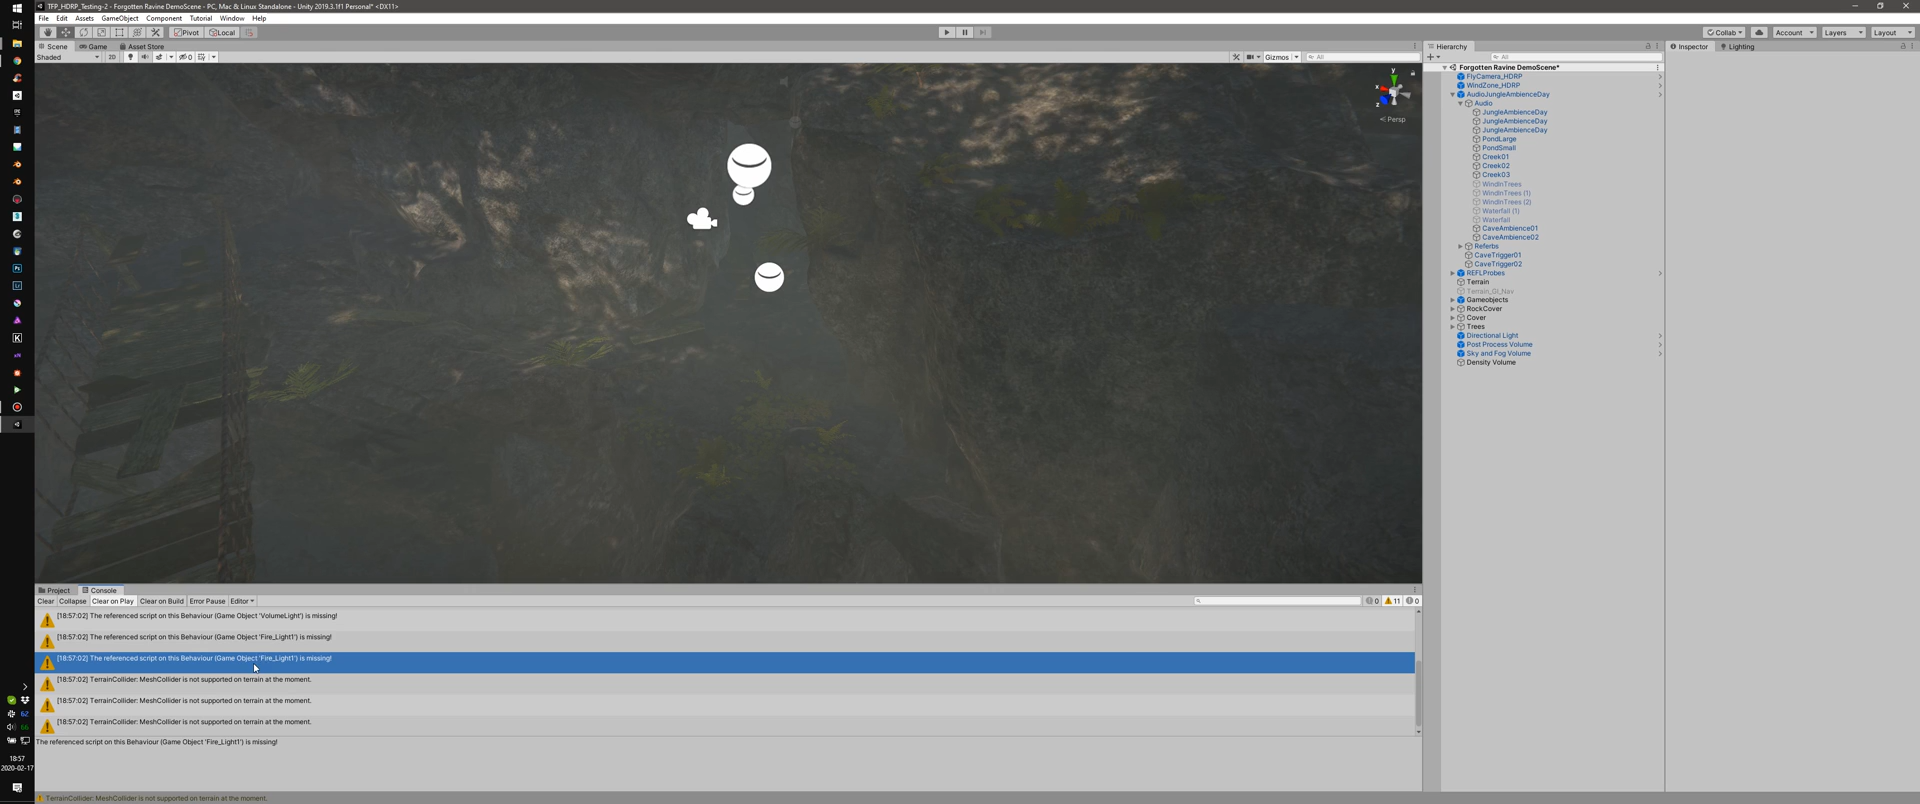 TFP_HDRP_Testing-2 - Forgotten Ravine DemoScene - PC, Mac & Linux Standalone - Unity 2019.3.1f1 Personal* <DX11>
File Edit Assets GameObject Component Tutorial Window Help
Pivot Local
Collab Account Layers Layout
Scene Game Asset Store
Shaded 2D 0 Gizmos All
y
x
z
< Persp
Hierarchy
All
Forgotten Ravine DemoScene*
FlyCamera_HDRP
WindZone_HDRP
AudioJungleAmbienceDay
Audio
JungleAmbienceDay
JungleAmbienceDay
JungleAmbienceDay
PondLarge
PondSmall
Creek01
Creek02
Creek03
WindInTrees
WindInTrees (1)
WindInTrees (2)
Waterfall (1)
Waterfall
CaveAmbience01
CaveAmbience02
Referbs
CaveTrigger01
CaveTrigger02
REFLProbes
Terrain
Terrain_GI_Nav
Gameobjects
RockCover
Cover
Trees
Directional Light
Post Process Volume
Sky and Fog Volume
Density Volume
Inspector Lighting
Project Console
Clear Collapse Clear on Play Clear on Build Error Pause Editor
0 11 0
[18:57:02] The referenced script on this Behaviour (Game Object 'VolumeLight') is missing!
[18:57:02] The referenced script on this Behaviour (Game Object 'Fire_Light1') is missing!
[18:57:02] The referenced script on this Behaviour (Game Object 'Fire_Light1') is missing!
[18:57:02] TerrainCollider: MeshCollider is not supported on terrain at the moment.
[18:57:02] TerrainCollider: MeshCollider is not supported on terrain at the moment.
[18:57:02] TerrainCollider: MeshCollider is not supported on terrain at the moment.
The referenced script on this Behaviour (Game Object 'Fire_Light1') is missing!
TerrainCollider: MeshCollider is not supported on terrain at the moment.
62
66
18:57
2020-02-17